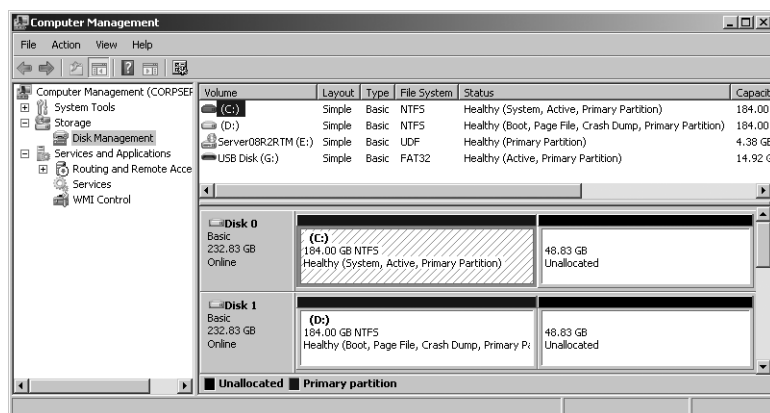 Computer Management
File Action View Help
Computer Management (CORPSEF
System Tools
Storage
Disk Management
Services and Applications
Routing and Remote Acce
Services
WMI Control
Volume Layout Type File System Status Capacit
(C:) Simple Basic NTFS Healthy (System, Active, Primary Partition) 184.00
(D:) Simple Basic NTFS Healthy (Boot, Page File, Crash Dump, Primary Partition) 184.00
Server08R2RTM (E:) Simple Basic UDF Healthy (Primary Partition) 4.38 GB
USB Disk (G:) Simple Basic FAT32 Healthy (Active, Primary Partition) 14.92 G
Disk 0
Basic
232.83 GB
Online
(C:)
184.00 GB NTFS
Healthy (System, Active, Primary Partition)
48.83 GB
Unallocated
Disk 1
Basic
232.83 GB
Online
(D:)
184.00 GB NTFS
Healthy (Boot, Page File, Crash Dump, Primary Pa
48.83 GB
Unallocated
Unallocated Primary partition